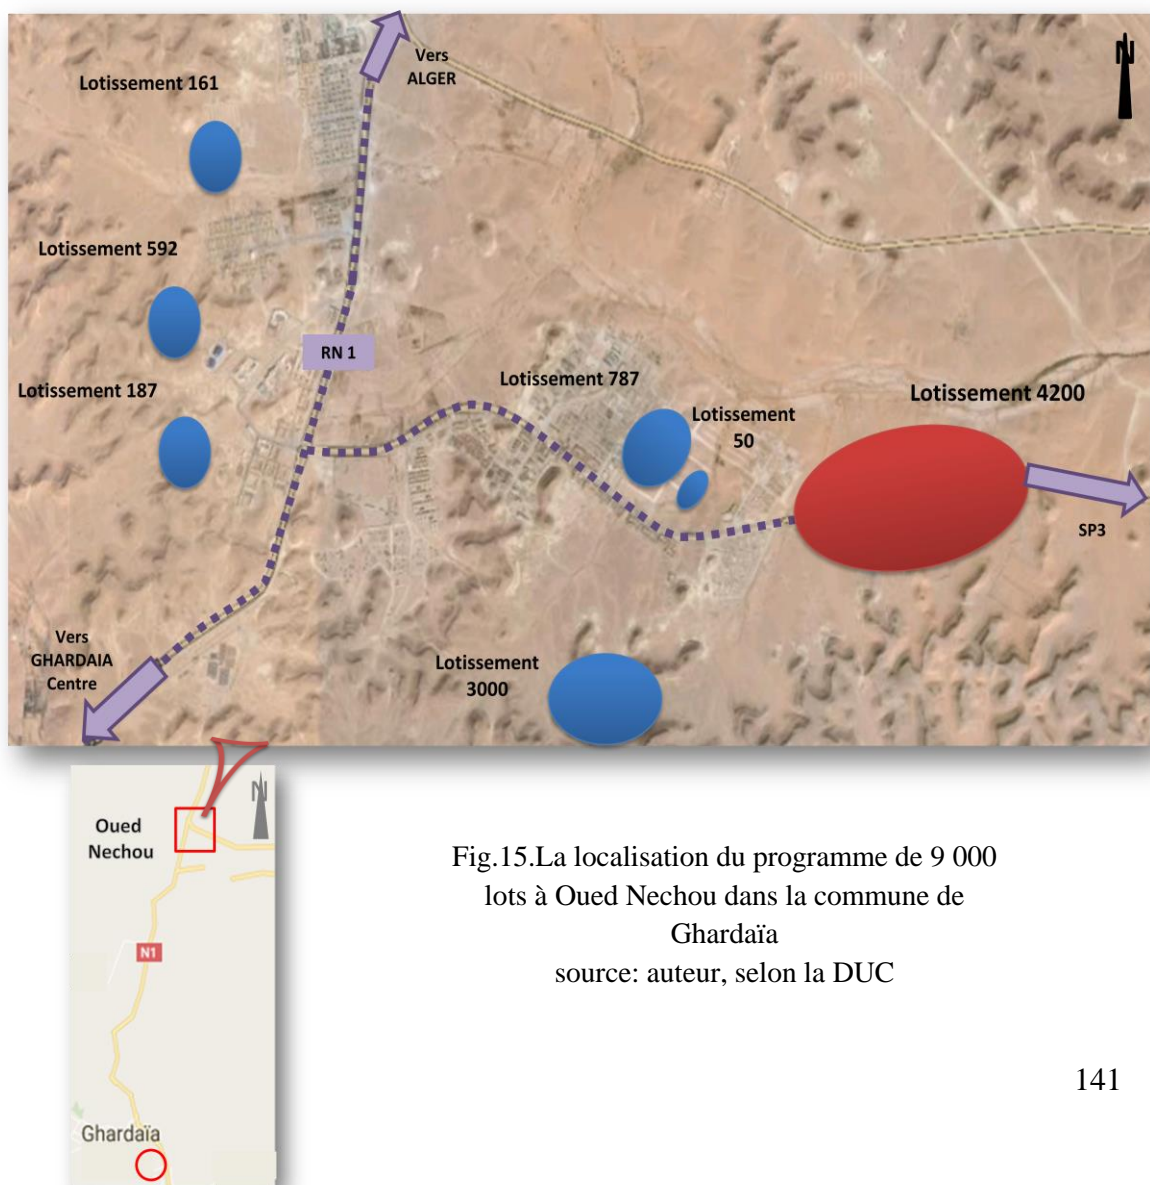 Vers
ALGER
N
Lotissement 161
Lotissement 592
RN 1
Lotissement 187
Lotissement 787
Lotissement 4200
Lotissement
50
SP3
Vers
GHARDAIA
Centre
Lotissement
3000
N
Oued
Nechou
N1
Ghardaïa
Fig.15.La localisation du programme de 9 000
lots à Oued Nechou dans la commune de
Ghardaïa
source: auteur, selon la DUC
141